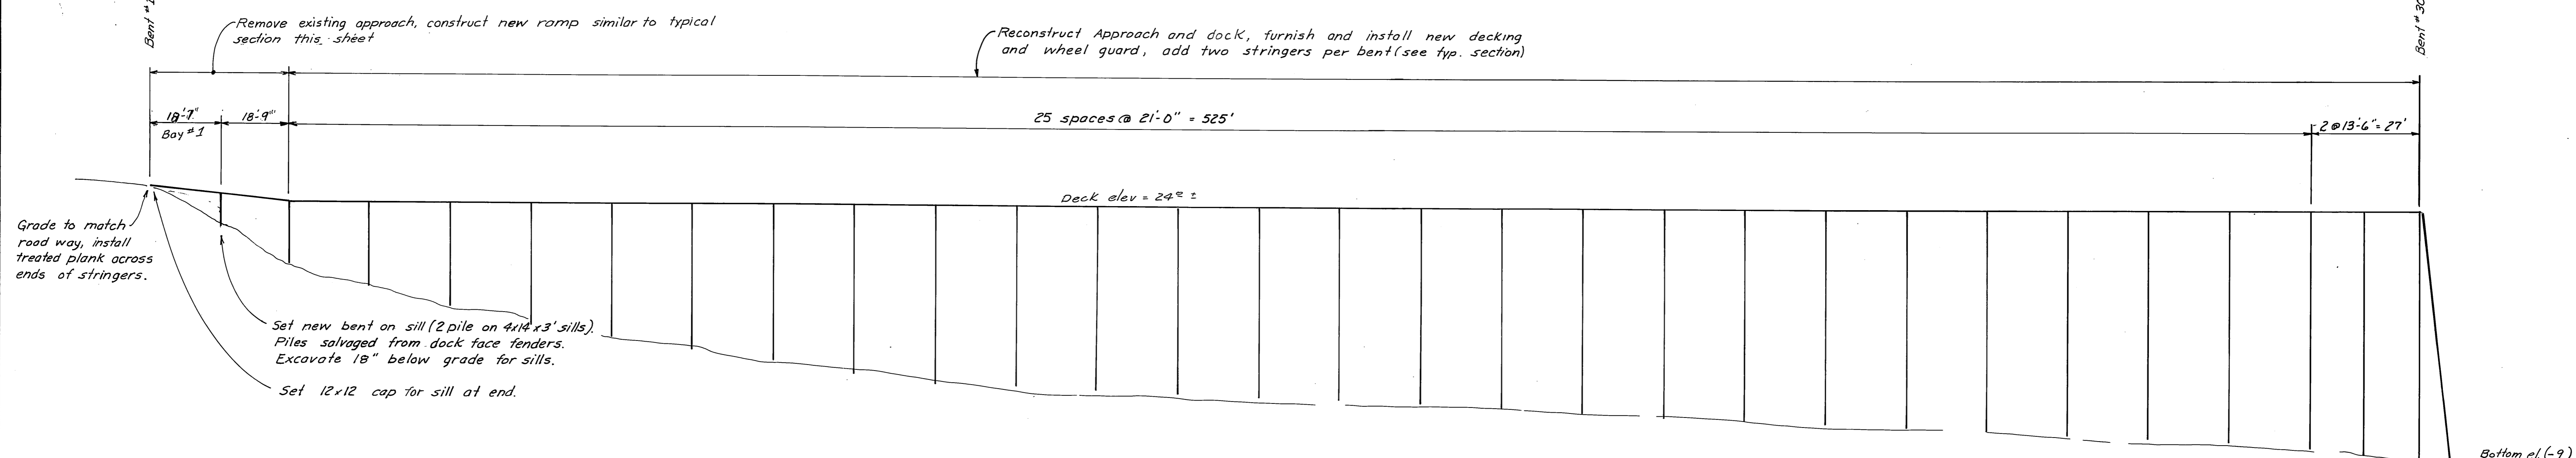 Bent #1
Remove existing approach, construct new ramp similar to typical
section this sheet
Reconstruct Approach and dock, furnish and install new decking
and wheel guard, add two stringers per bent (see typ. section)
Bent #30
18'-7"
18'-9"
Bay #1
25 spaces @ 21'-0" = 525'
2 @ 13'-6" = 27'
Deck elev = 24 ±
Grade to match
road way, install
treated plank across
ends of stringers.
Set new bent on sill (2 pile on 4x14 x 3' sills).
Piles salvaged from dock face fenders.
Excavate 18" below grade for sills.
Set 12x12 cap for sill at end.
Bottom el. (-9)